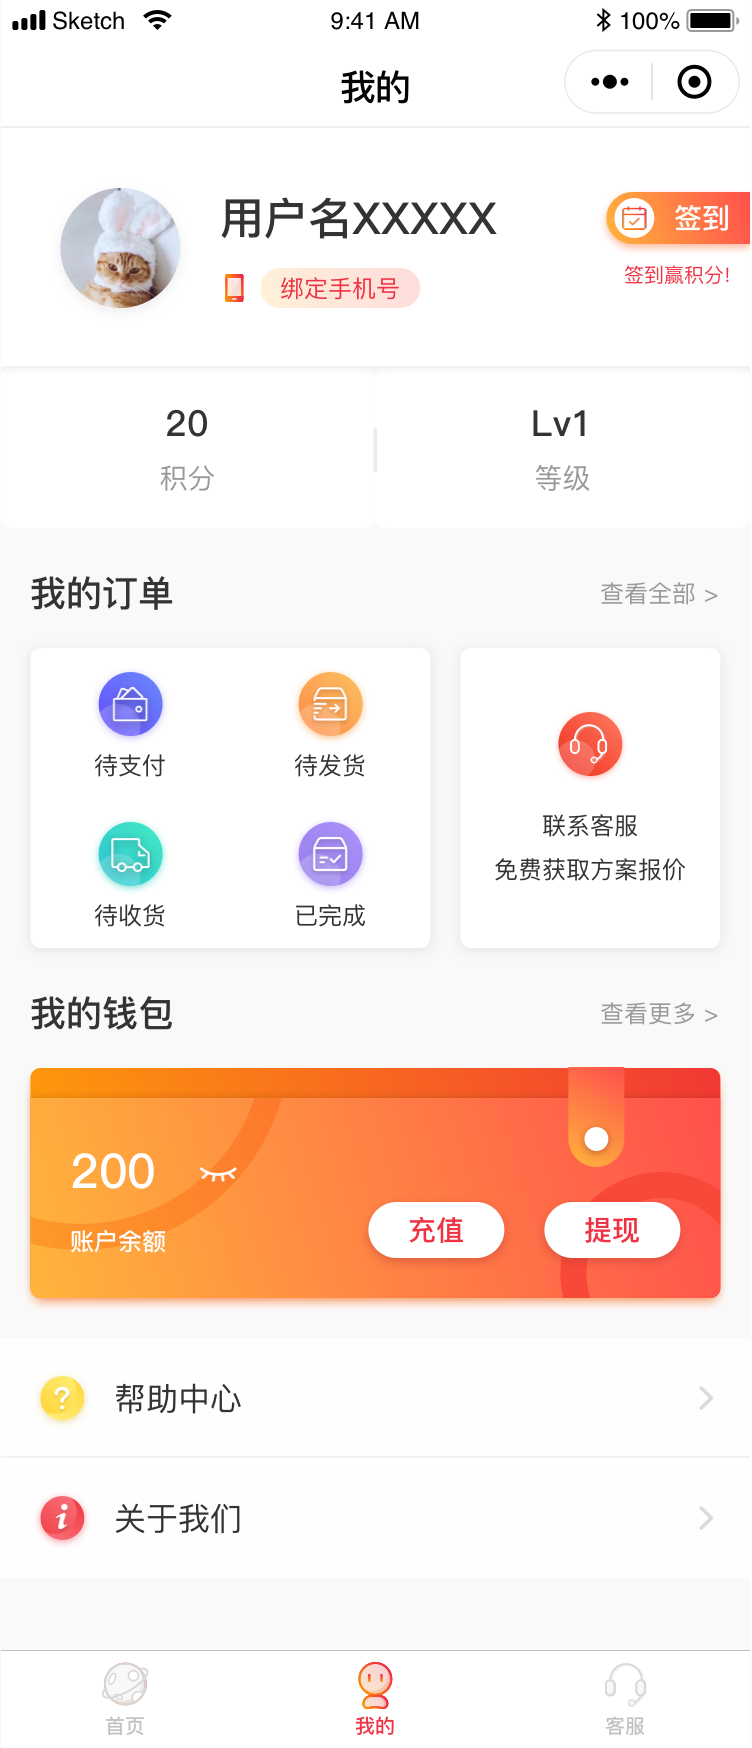 Sketch 9:41 AM 100%
我的
用户名XXXXX
签到
绑定手机号
签到赢积分!
20 Lv1
积分 等级
我的订单 查看全部 >
待支付 待发货
联系客服
免费获取方案报价
待收货 已完成
我的钱包 查看更多 >
200
账户余额
充值 提现
? 帮助中心
i 关于我们
首页 我的 客服